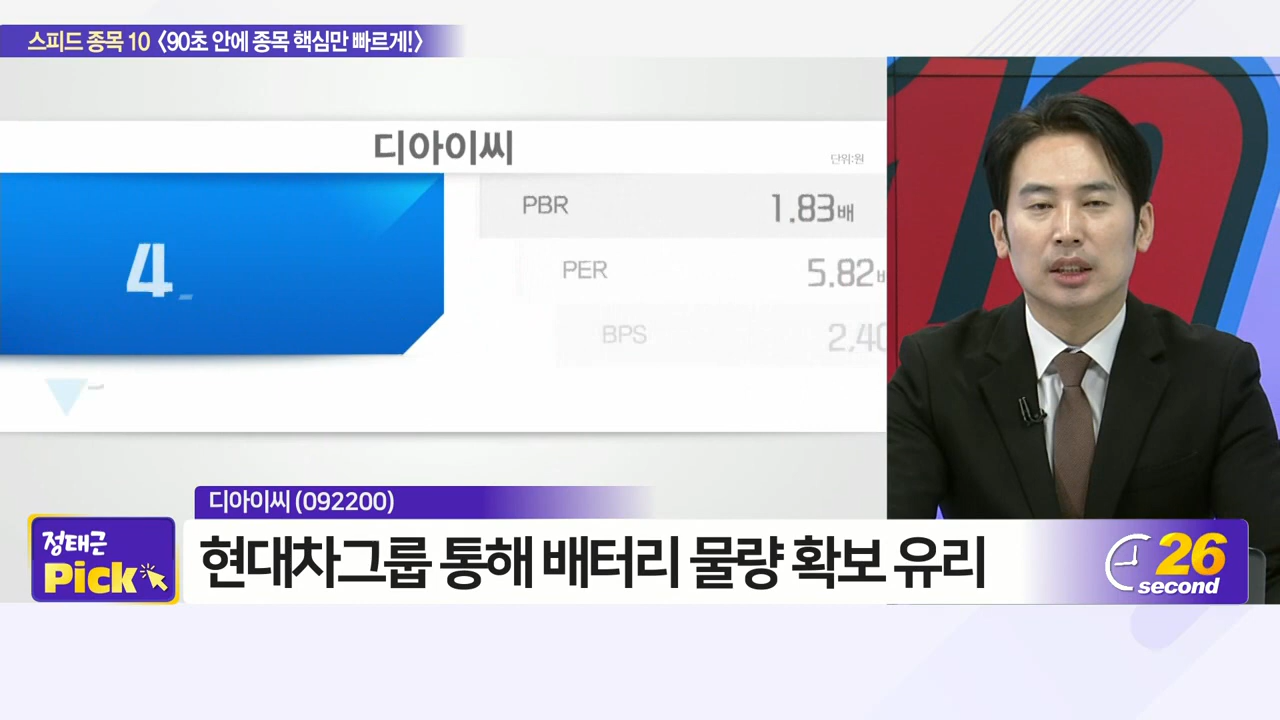 스피드 종목 10 <90초 안에 종목 핵심만 빠르게!>
디아이씨
단위:원
PBR 1.83배
4
PER 5.82
BPS 2,40
디아이씨 (092200)
정태근
Pick
현대차그룹 통해 배터리 물량 확보 유리
26
second